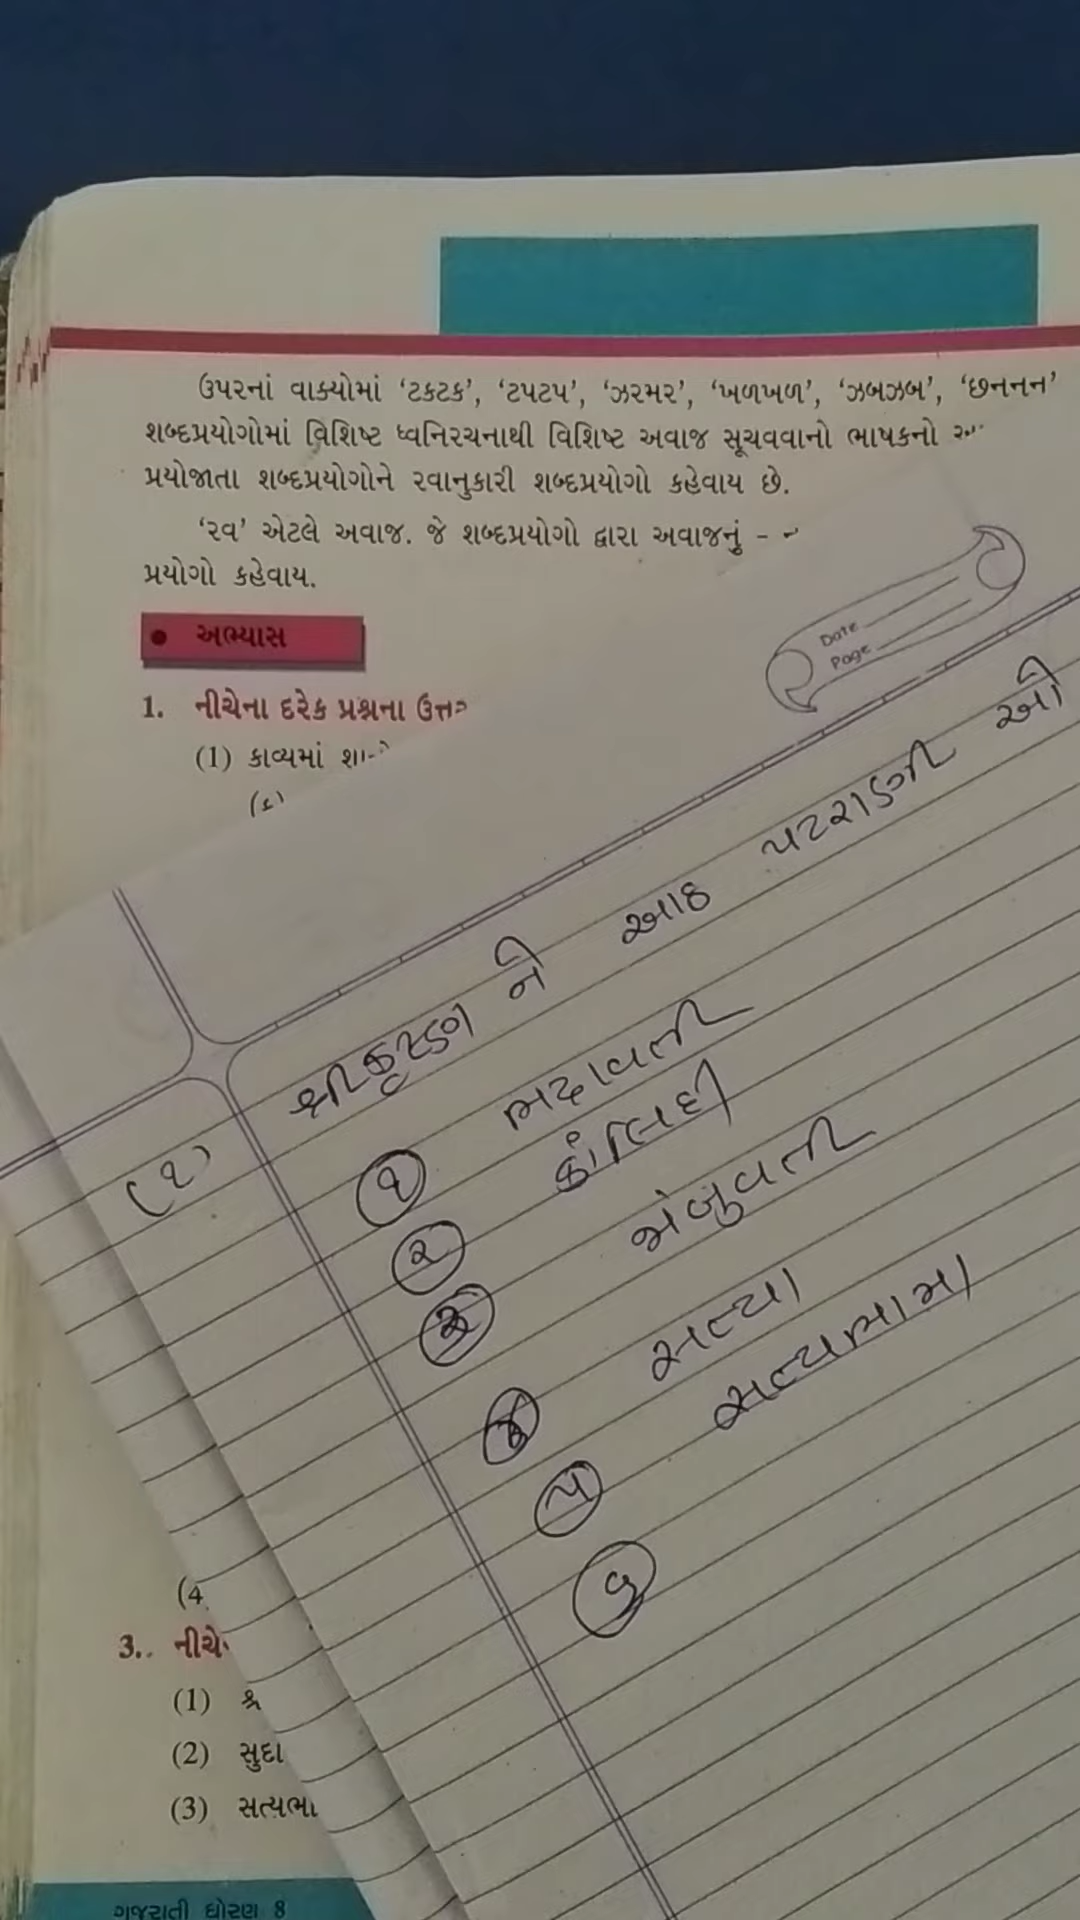 ઉપરનાં વાક્યોમાં ‘ટકટક’, ‘ટપટપ’, ‘ઝરમર’, ‘ખળખળ’, ‘ઝબઝબ’, ‘છનનન’
શબ્દપ્રયોગોમાં વિશિષ્ટ ધ્વનિરચનાથી વિશિષ્ટ અવાજ સૂચવવાનો ભાષકનો
પ્રયોજાતા શબ્દપ્રયોગોને રવાનુકારી શબ્દપ્રયોગો કહેવાય છે.
‘રવ’ એટલે અવાજ. જે શબ્દપ્રયોગો દ્વારા અવાજનું
પ્રયોગો કહેવાય.
• અભ્યાસ
1. નીચેના દરેક પ્રશ્નના
(1) કાવ્યમાં
Date
Page
(૧) શ્રીકૃષ્ણ ને આઠ પટરાણી ઓ
૧ ભદ્રાવતી
૨ કાંલિદી
૩ જાંબુવતી
૪ સત્યા
૫ સત્યભામા
૬
(4
3.
(1)
(2) સુદા
(3) સત્યભા
ગુજરાતી ધોરણ 8